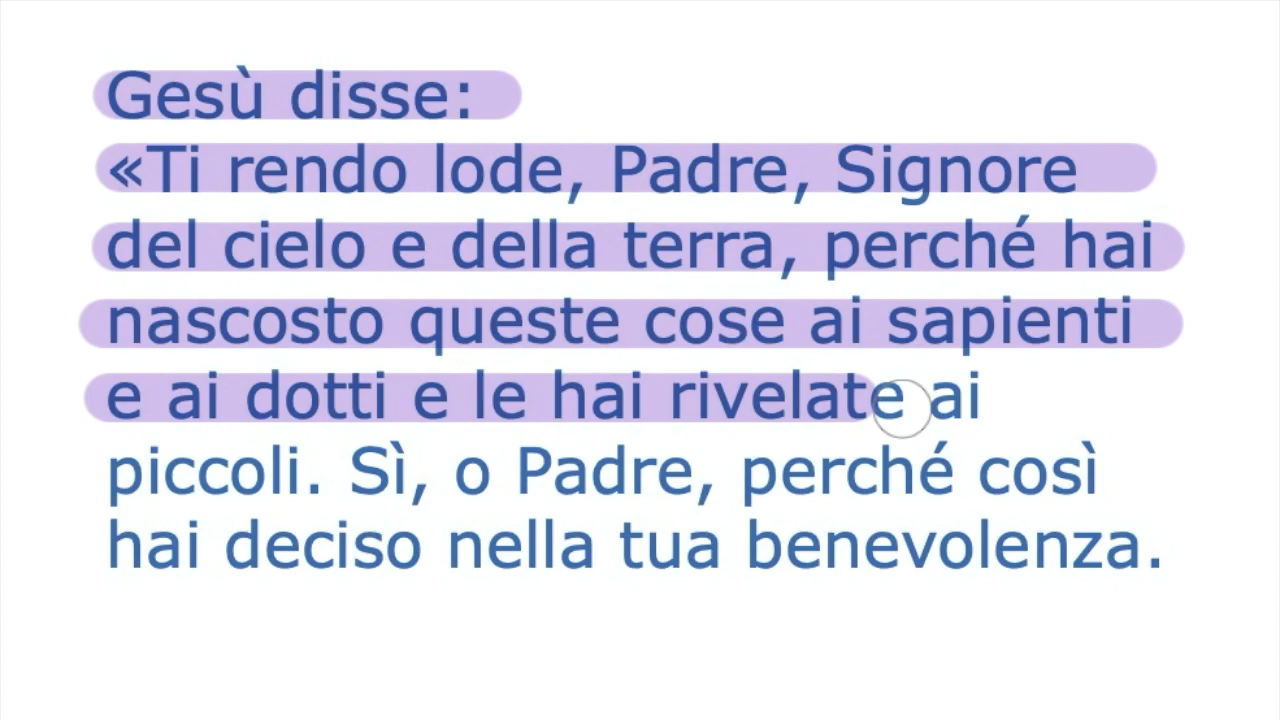 Gesù disse:
«Ti rendo lode, Padre, Signore
del cielo e della terra, perché hai
nascosto queste cose ai sapienti
e ai dotti e le hai rivelate ai
piccoli. Sì, o Padre, perché così
hai deciso nella tua benevolenza.